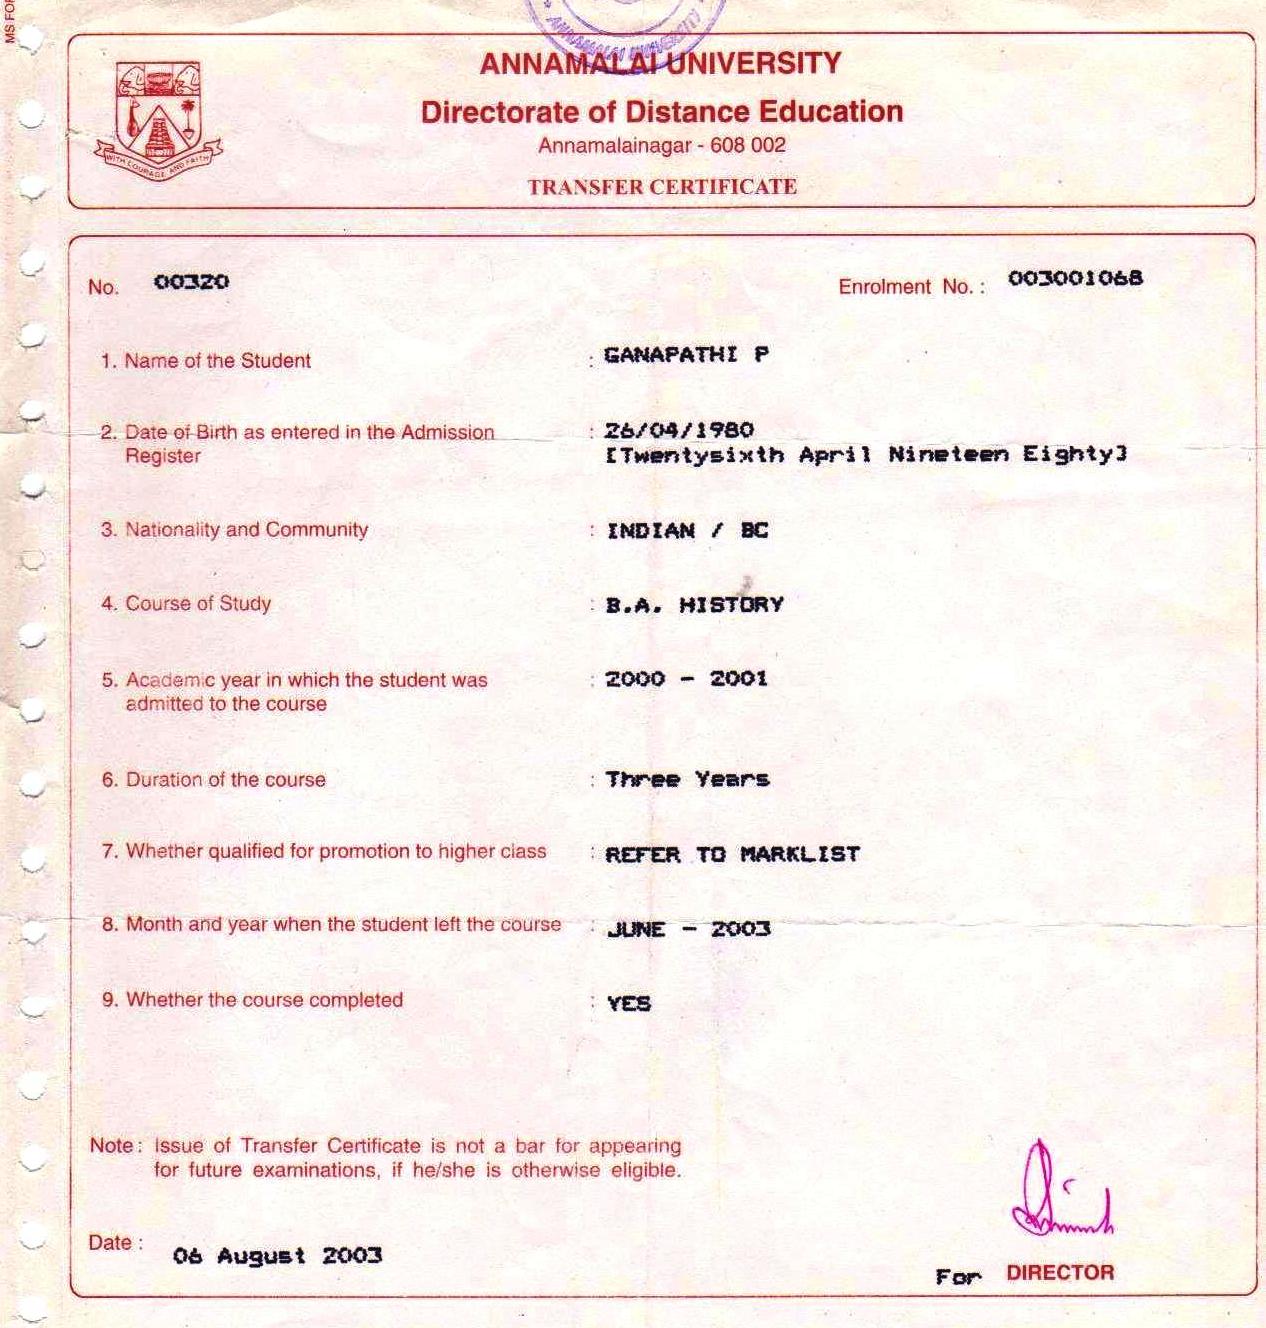 MS FOR
ANNAMALAI UNIVERSITY
ANNAMALAI UNIVERSITY
Directorate of Distance Education
Annamalainagar - 608 002
TRANSFER CERTIFICATE
WITH COURAGE AND FAITH
No. 00320 Enrolment No. : 003001068
1. Name of the Student : GANAPATHI P
2. Date of Birth as entered in the Admission : 26/04/1980
Register [Twentysixth April Nineteen Eighty]
3. Nationality and Community : INDIAN / BC
4. Course of Study : B.A. HISTORY
5. Academic year in which the student was : 2000 - 2001
admitted to the course
6. Duration of the course : Three Years
7. Whether qualified for promotion to higher class : REFER TO MARKLIST
8. Month and year when the student left the course : JUNE - 2003
9. Whether the course completed : YES
Note : Issue of Transfer Certificate is not a bar for appearing
for future examinations, if he/she is otherwise eligible.
Date : 06 August 2003
For DIRECTOR